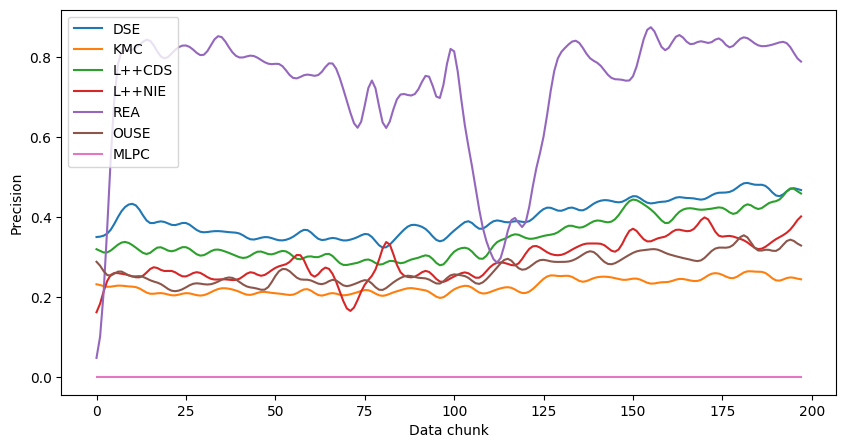 DSE
KMC
L++CDS
L++NIE
REA
OUSE
MLPC
0.8
0.6
0.4
0.2
0.0
Precision
0 25 50 75 100 125 150 175 200
Data chunk